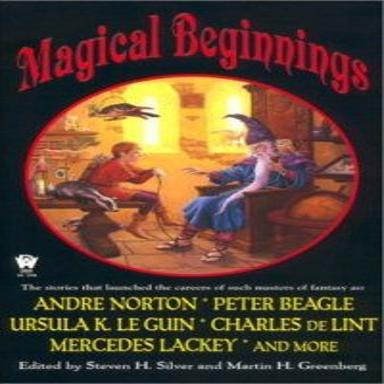 Magical Beginnings
The stories that launched the careers of such masters of fantasy as:
ANDRE NORTON * PETER BEAGLE
URSULA K. LE GUIN * CHARLES DE LINT
MERCEDES LACKEY * AND MORE
Edited by Steven H. Silver and Martin H. Greenberg